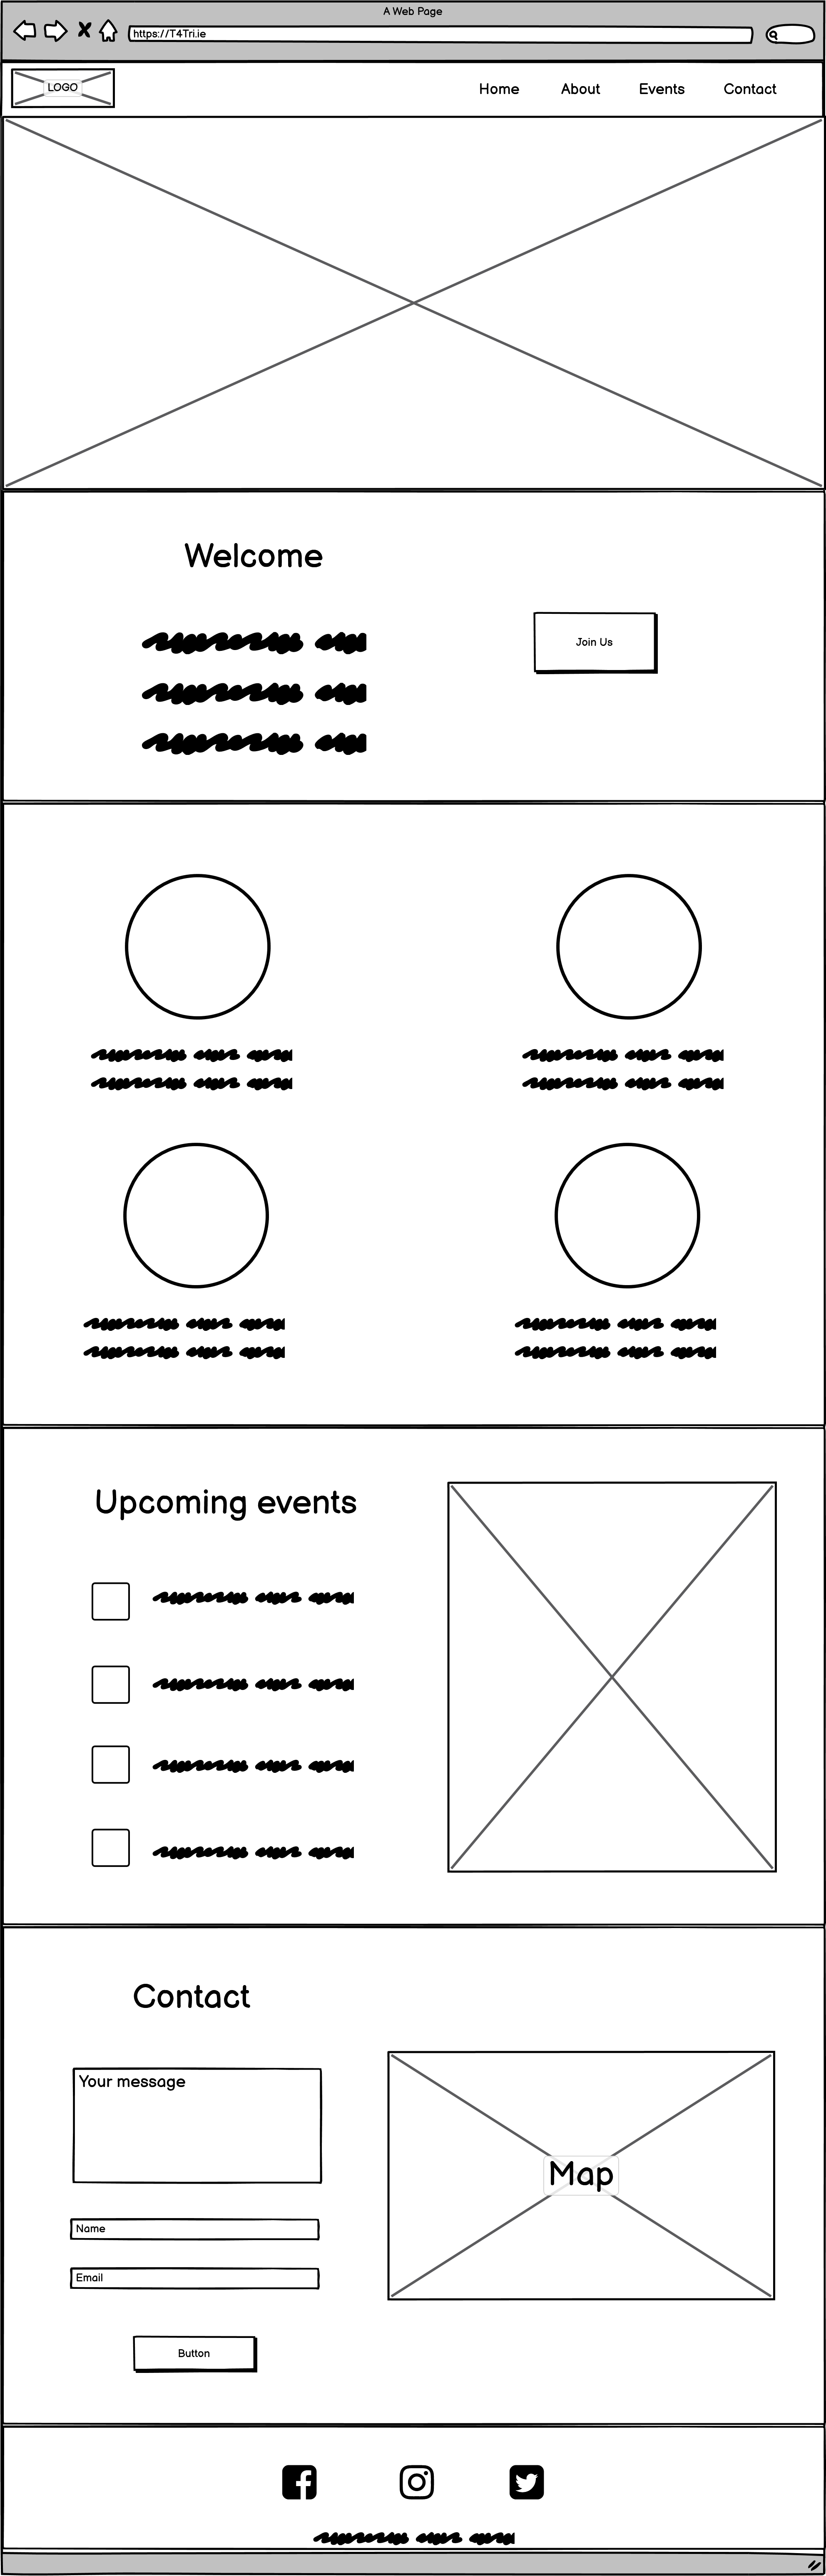 A Web Page
https://T4Tri.ie
LOGO
Home About Events Contact
Welcome
Join Us
Upcoming events
Contact
Your message
Map
Name
Email
Button